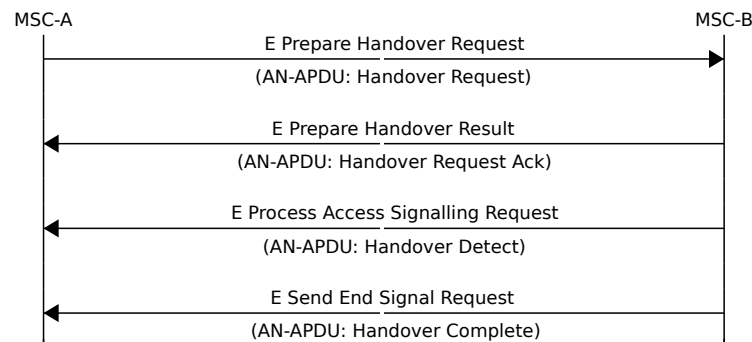 MSC-A
MSC-B
E Prepare Handover Request
(AN-APDU: Handover Request)
E Prepare Handover Result
(AN-APDU: Handover Request Ack)
E Process Access Signalling Request
(AN-APDU: Handover Detect)
E Send End Signal Request
(AN-APDU: Handover Complete)